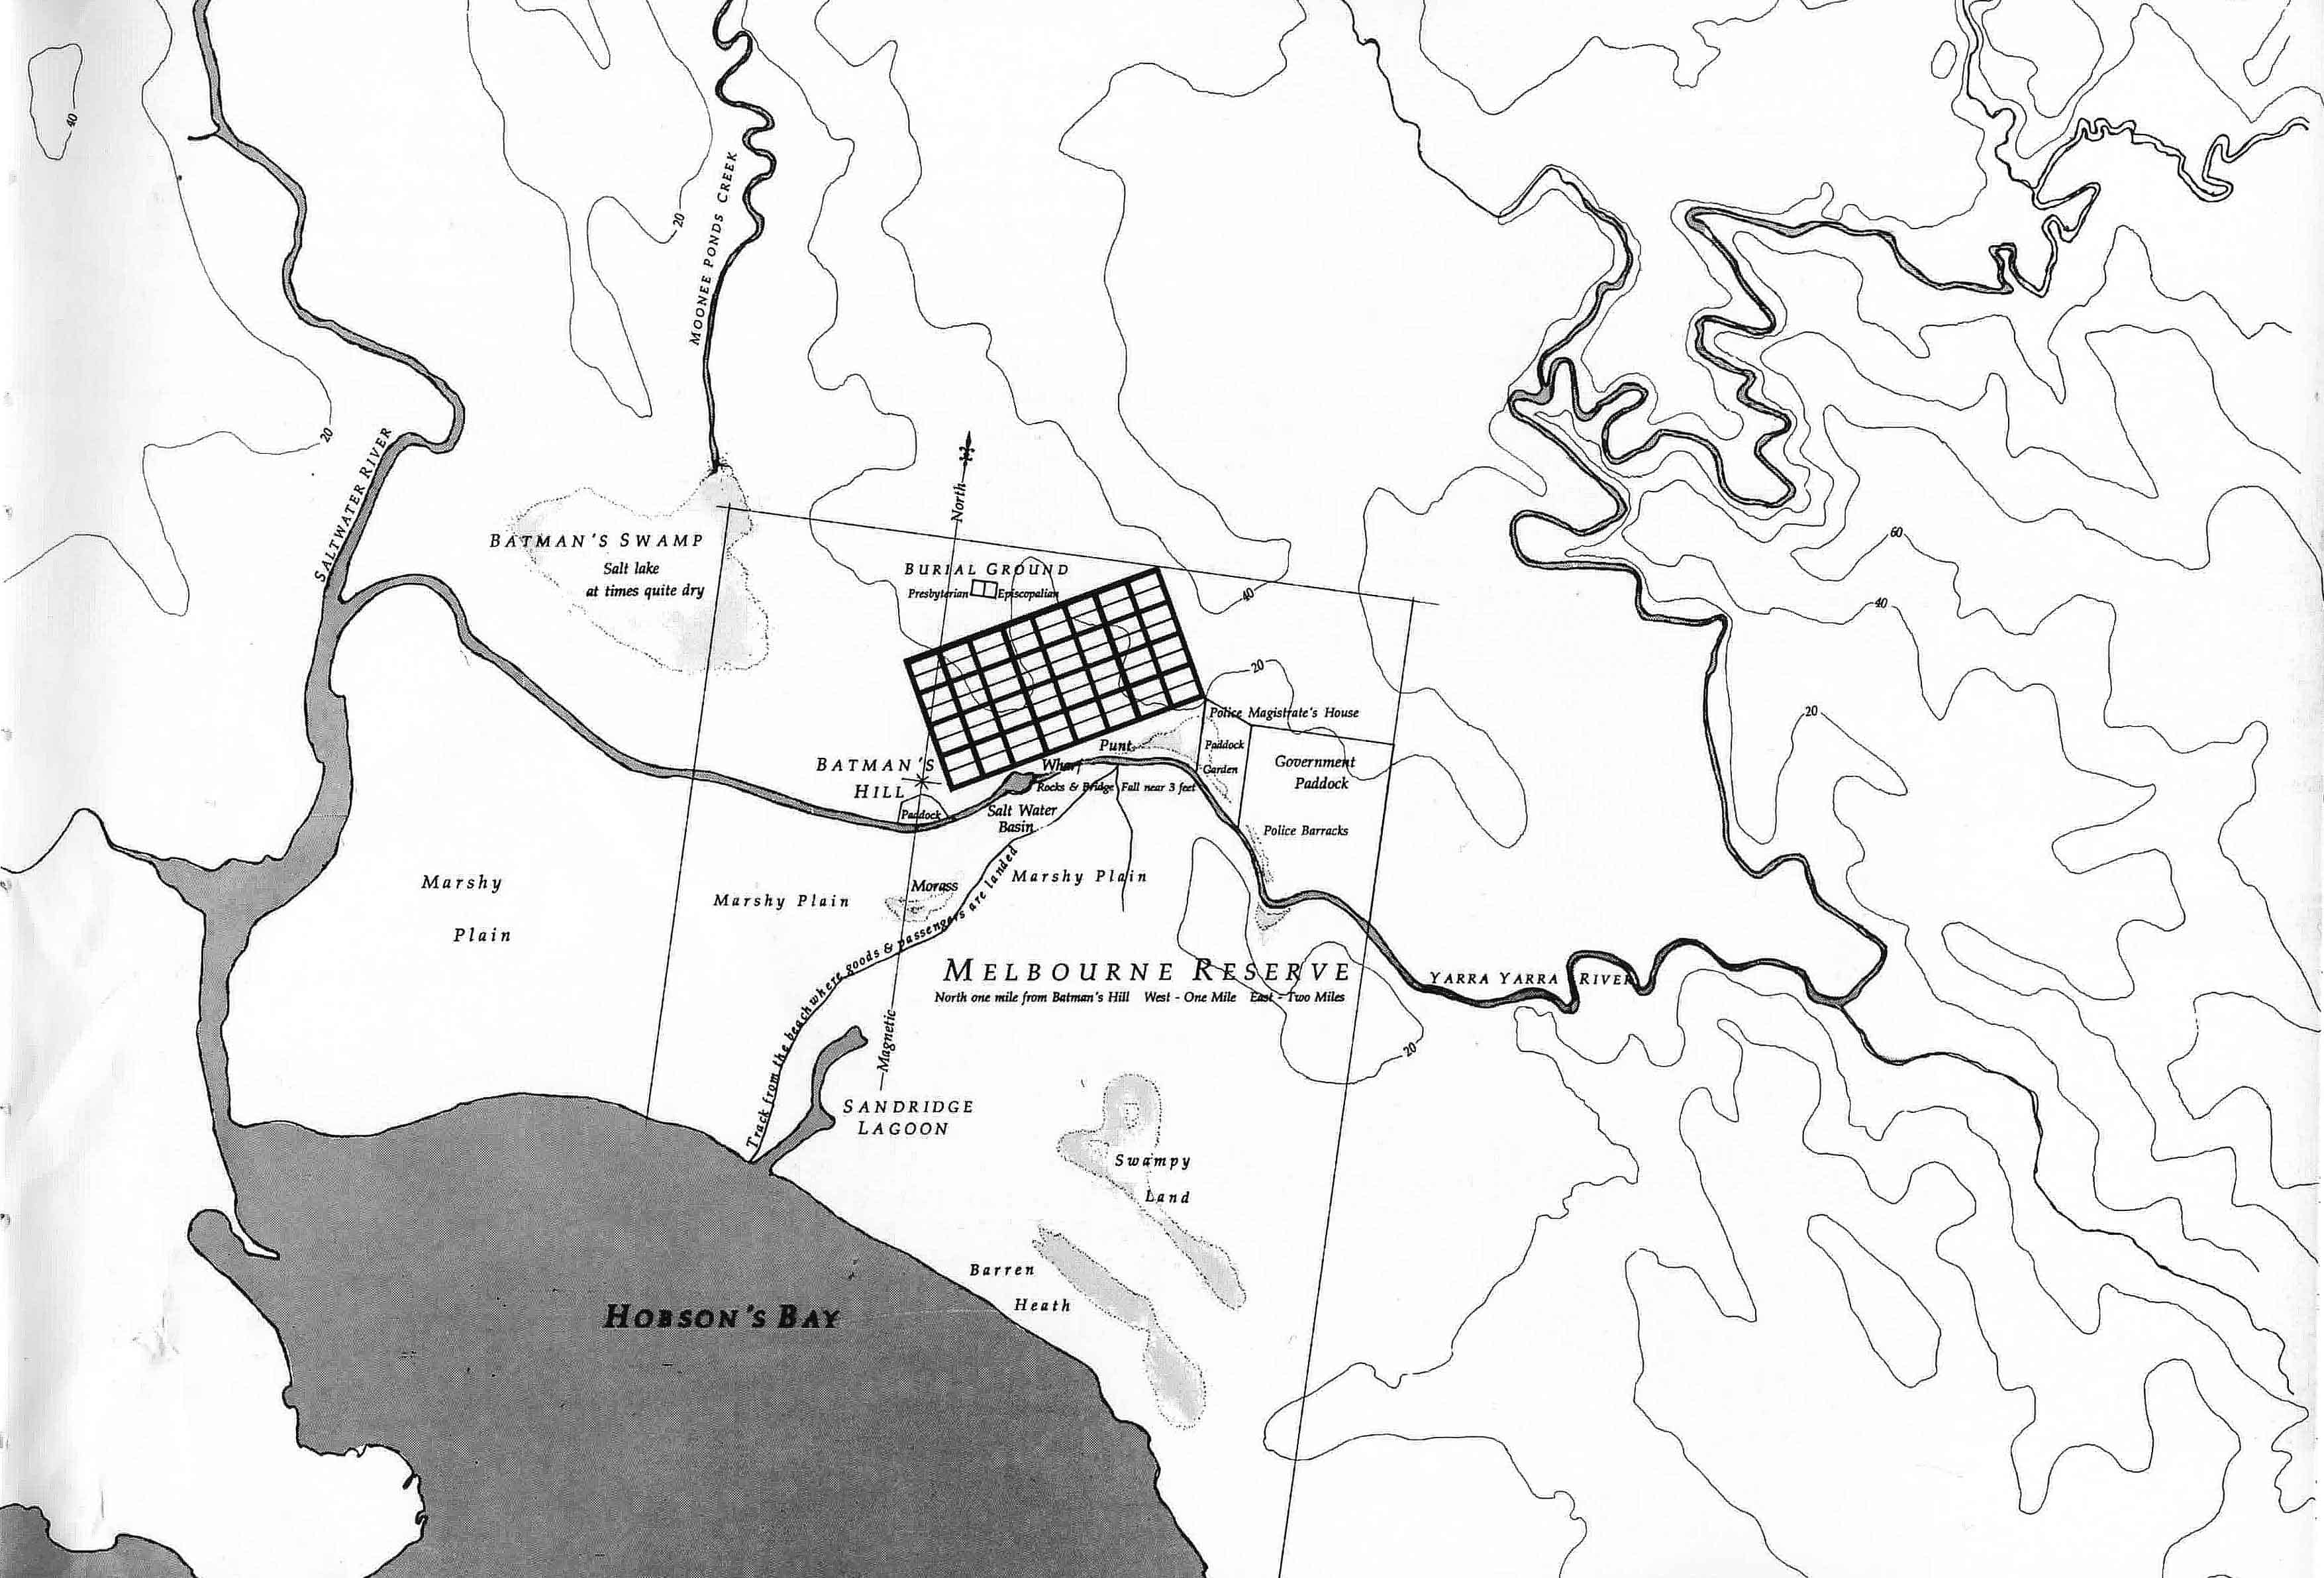 40
MOONEE PONDS CREEK
20
20
SALTWATER RIVER
North
BATMAN'S SWAMP
Salt lake
at times quite dry
60
BURIAL GROUND
Presbyterian Episcopalian
40
40
20
20
Police Magistrate's House
Punt
Paddock
Wharf
BATMAN'S
HILL
Garden
Government
Paddock
Rocks & Bridge Fall near 3 feet
Paddock
Salt Water
Basin
Police Barracks
Marshy
Plain
Marshy Plain
Morass
Marshy Plain
Track from the beach where goods & passengers are landed
MELBOURNE RESERVE
North one mile from Batman's Hill West - One Mile East - Two Miles
YARRA YARRA RIVER
Magnetic
20
SANDRIDGE
LAGOON
Swampy
Land
Barren
Heath
HOBSON'S BAY